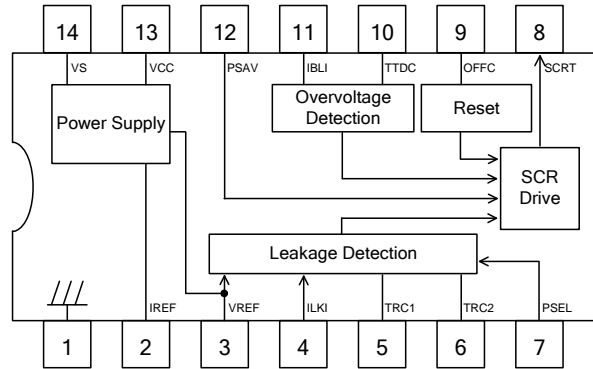 14 13 12 11 10 9 8
VS VCC PSAV IBLI TTDC OFFC SCRT
Power Supply
Overvoltage
Detection
Reset
SCR
Drive
Leakage Detection
IREF VREF ILKI TRC1 TRC2 PSEL
1 2 3 4 5 6 7